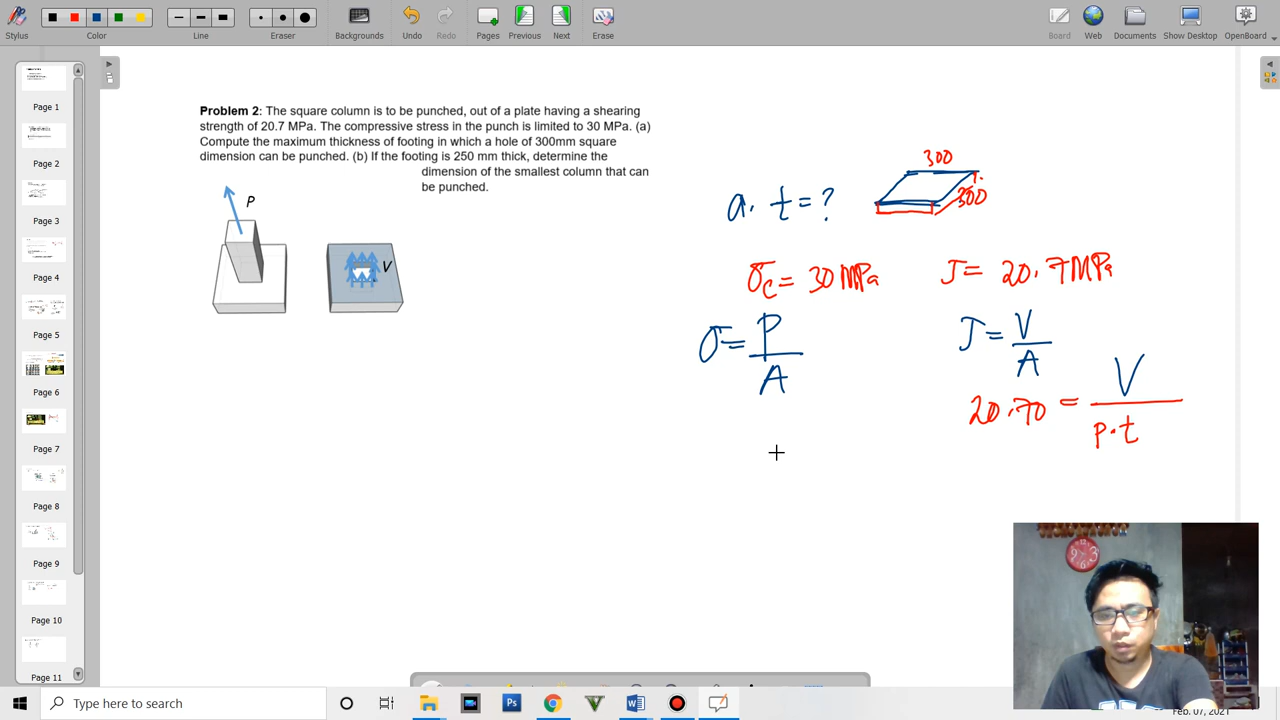 Stylus
Color
Line
Eraser
Backgrounds
Undo
Redo
Pages
Previous
Next
Erase
Board
Web
Documents
Show Desktop
OpenBoard
Page 1
Page 2
Page 3
Page 4
Page 5
Page 6
Page 7
Page 8
Page 9
Page 10
Page 11
Problem 2: The square column is to be punched, out of a plate having a shearing
strength of 20.7 MPa. The compressive stress in the punch is limited to 30 MPa. (a)
Compute the maximum thickness of footing in which a hole of 300mm square
dimension can be punched. (b) If the footing is 250 mm thick, determine the
dimension of the smallest column that can
be punched.
P
V
300
a. t = ?
300
σc = 30 MPa
J = 20.7 MPa
σ = P
A
J = V
A
20.70 = V
p.t
Type here to search
Ps
Feb. 07, 2021